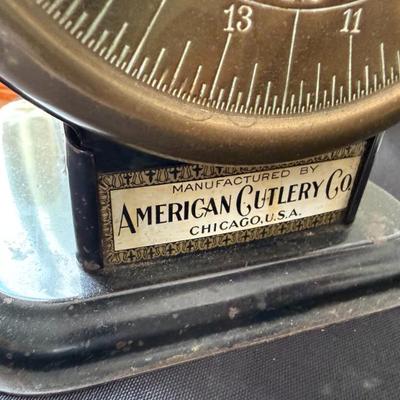 13 11
MANUFACTURED BY
AMERICAN CUTLERY CO.
CHICAGO, U.S.A.